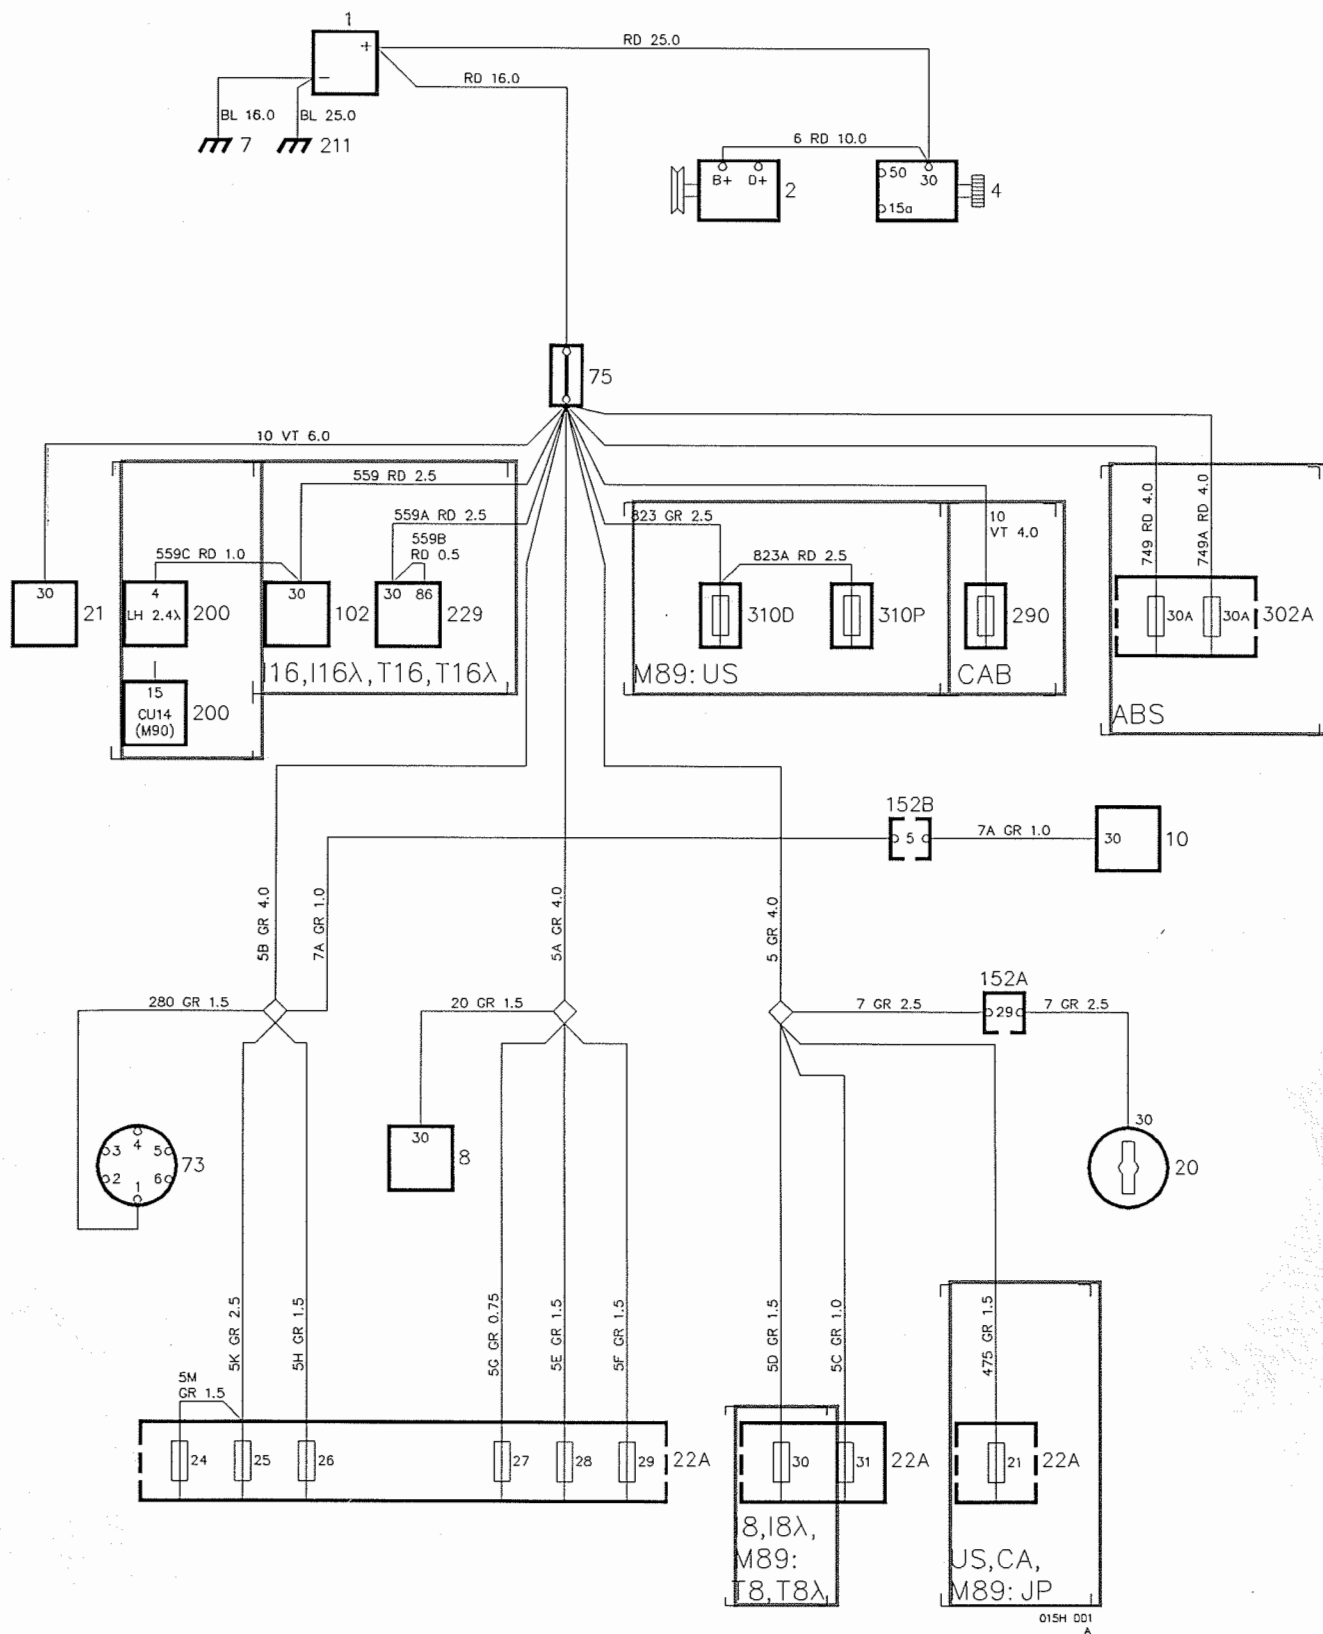 1
+
−
RD 25.0
RD 16.0
BL 16.0
BL 25.0
7
211
6 RD 10.0
B+
D+
2
50
30
15a
4
75
10 VT 6.0
559 RD 2.5
559A RD 2.5
559B
RD 0.5
559C RD 1.0
823 GR 2.5
823A RD 2.5
10
VT 4.0
749 RD 4.0
749A RD 4.0
30
21
4
LH 2.4λ
200
30
102
30
86
229
310D
310P
290
30A
30A
302A
15
CU14
(M90)
200
I16,I16λ,T16,T16λ
M89: US
CAB
ABS
152B
5
7A GR 1.0
30
10
5B GR 4.0
7A GR 1.0
5A GR 4.0
5 GR 4.0
280 GR 1.5
20 GR 1.5
7 GR 2.5
152A
29
7 GR 2.5
4
3
5
2
6
1
73
30
8
30
20
5K GR 2.5
5H GR 1.5
5G GR 0.75
5E GR 1.5
5F GR 1.5
5D GR 1.5
5C GR 1.0
475 GR 1.5
5M
GR 1.5
24
25
26
27
28
29
22A
30
31
22A
21
22A
I8,I8λ,
M89:
T8,T8λ
US,CA,
M89: JP
015H 001
A